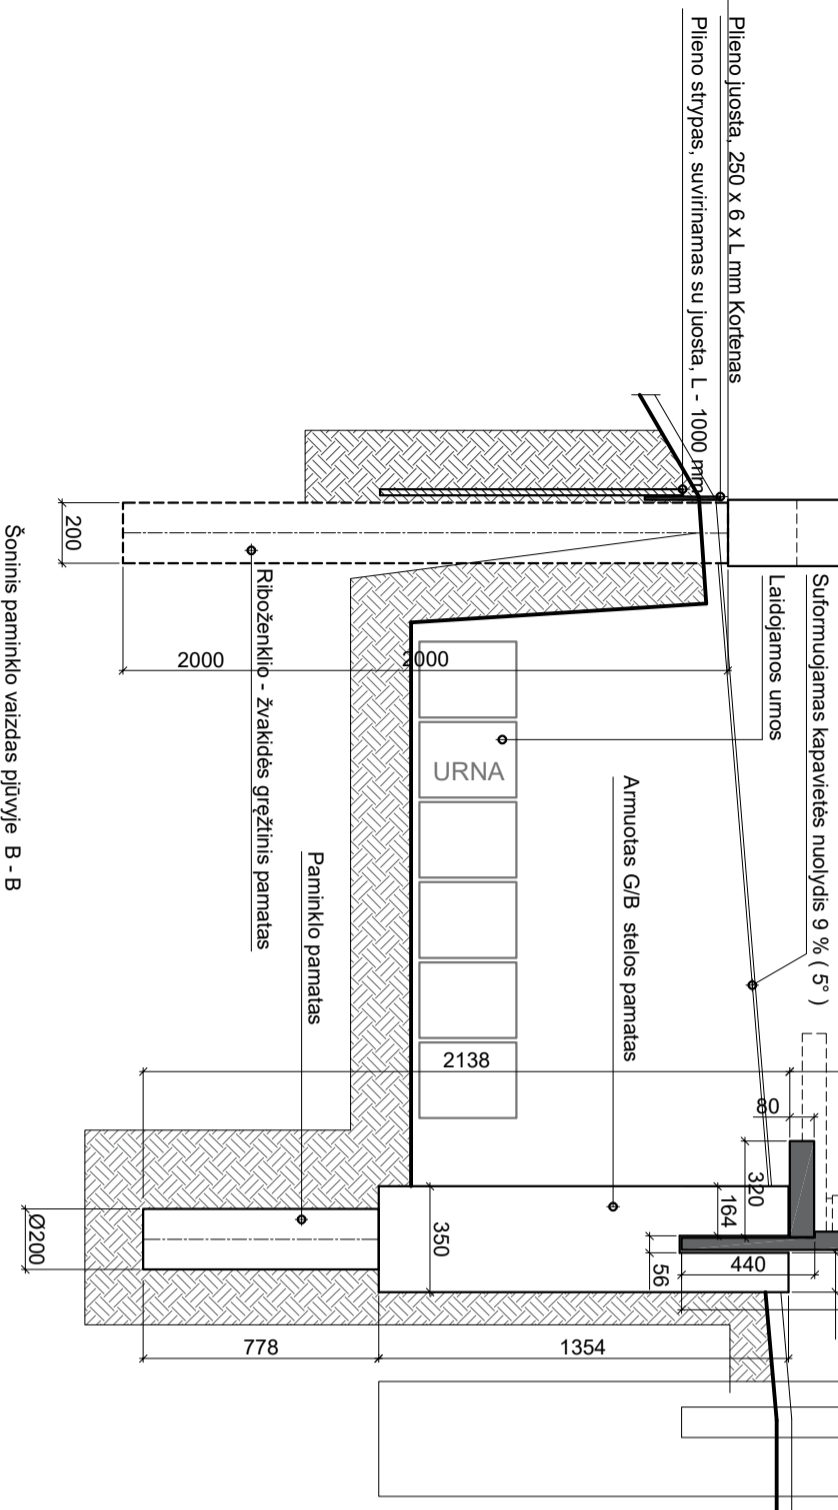 Plieno juosta, 250 x 6 x L mm Kortenas
Plieno strypas, suvirinamas su juosta, L - 1000 mm
Suformuojamas kapavietės nuolydis 9 % ( 5° )
Laidojamos urnos
URNA
Armuotas G/B stelos pamatas
Paminklo pamatas
Riboženklio - žvakidės gręžtinis pamatas
200
2000
2000
2138
80
320
164
440
56
350
Ø200
778
1354
Šoninis paminklo vaizdas pjūvyje B - B